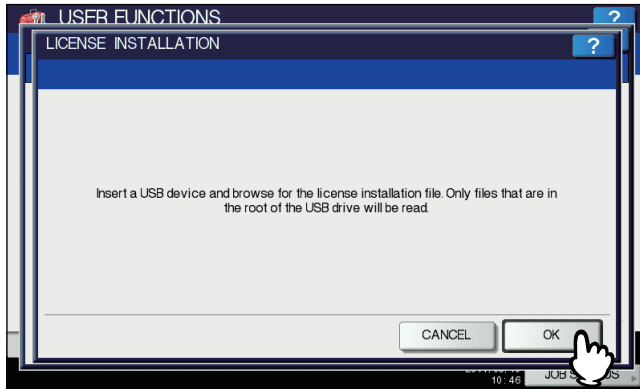 USER FUNCTIONS
?
LICENSE INSTALLATION
?
Insert a USB device and browse for the license installation file. Only files that are in
the root of the USB drive will be read.
CANCEL
OK
10:46
JOB